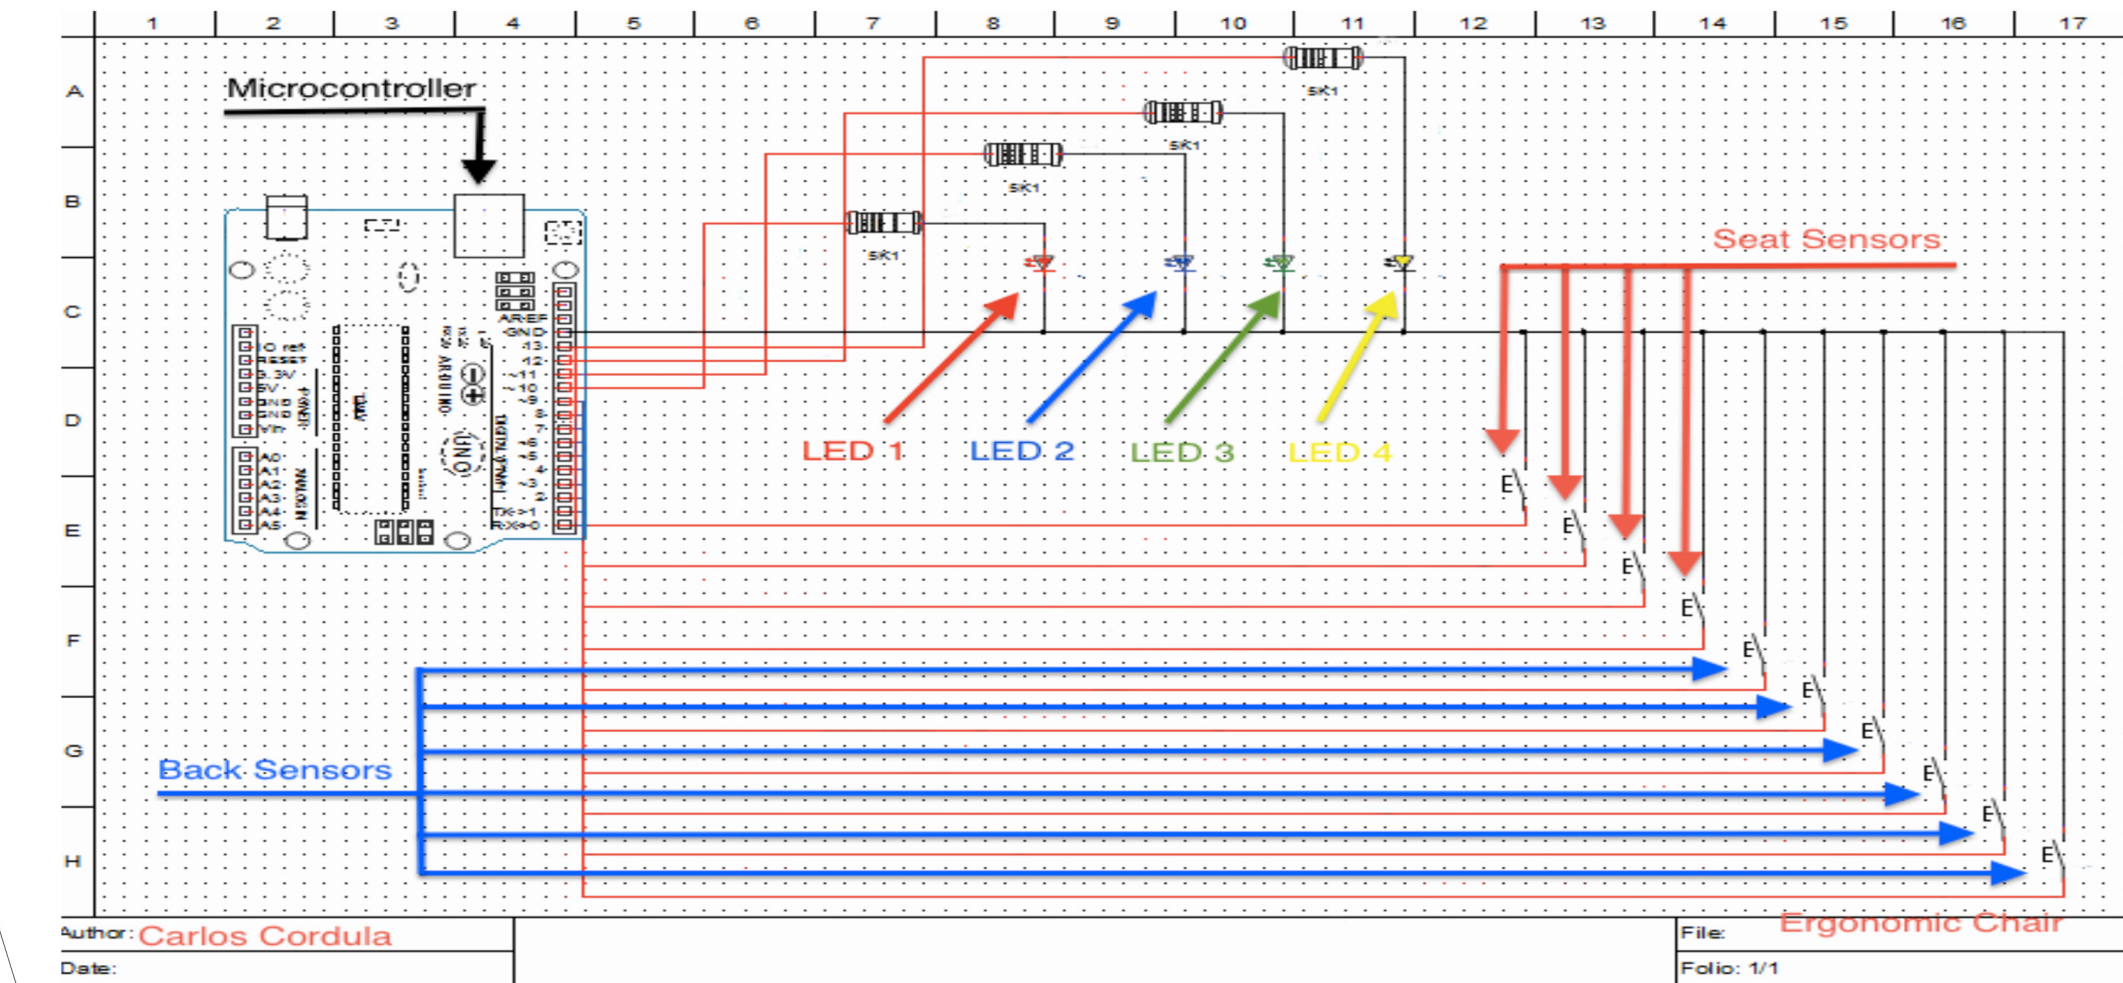 1 2 3 4 5 6 7 8 9 10 11 12 13 14 15 16 17
A
B
C
D
E
F
G
H
Microcontroller
5K1
5K1
5K1
5K1
Seat Sensors
AREF
GND
13
12
~11
~10
~9
8
7
~6
~5
4
~3
2
TX>1
RX>0
IO ref
RESET
3.3V
5V
GND
GND
Vin
POWER
A0
A1
A2
A3
A4
A5
ANALOG IN
ARDUINO
UNO
LED 1
LED 2
LED 3
LED 4
E
E
E
E
E
E
E
E
E
E
Back Sensors
Author: Carlos Cordula
Date:
File: Ergonomic Chair
Folio: 1/1